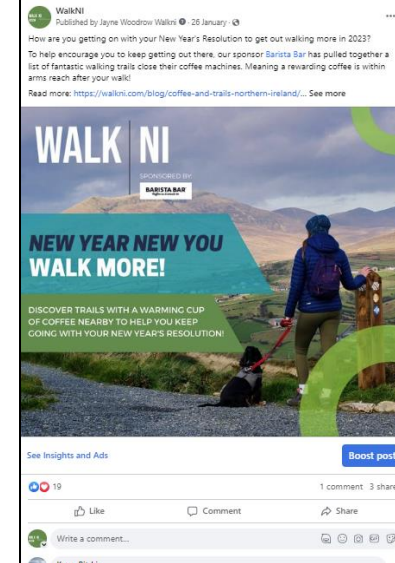 WalkNI
Published by Jayne Woodrow Walkni · 26 January ·
How are you getting on with your New Year's Resolution to get out walking more in 2023?
To help encourage you to keep getting out there, our sponsor Barista Bar has pulled together a
list of fantastic walking trails close their coffee machines. Meaning a rewarding coffee is within
arms reach after your walk!
Read more: https://walkni.com/blog/coffee-and-trails-northern-ireland/... See more
WALK NI
SPONSORED BY:
BARISTA BAR
NEW YEAR NEW YOU
WALK MORE!
DISCOVER TRAILS WITH A WARMING CUP
OF COFFEE NEARBY TO HELP YOU KEEP
GOING WITH YOUR NEW YEAR'S RESOLUTION!
See Insights and Ads
Boost post
19
1 comment 3 share
Like
Comment
Share
Write a comment...